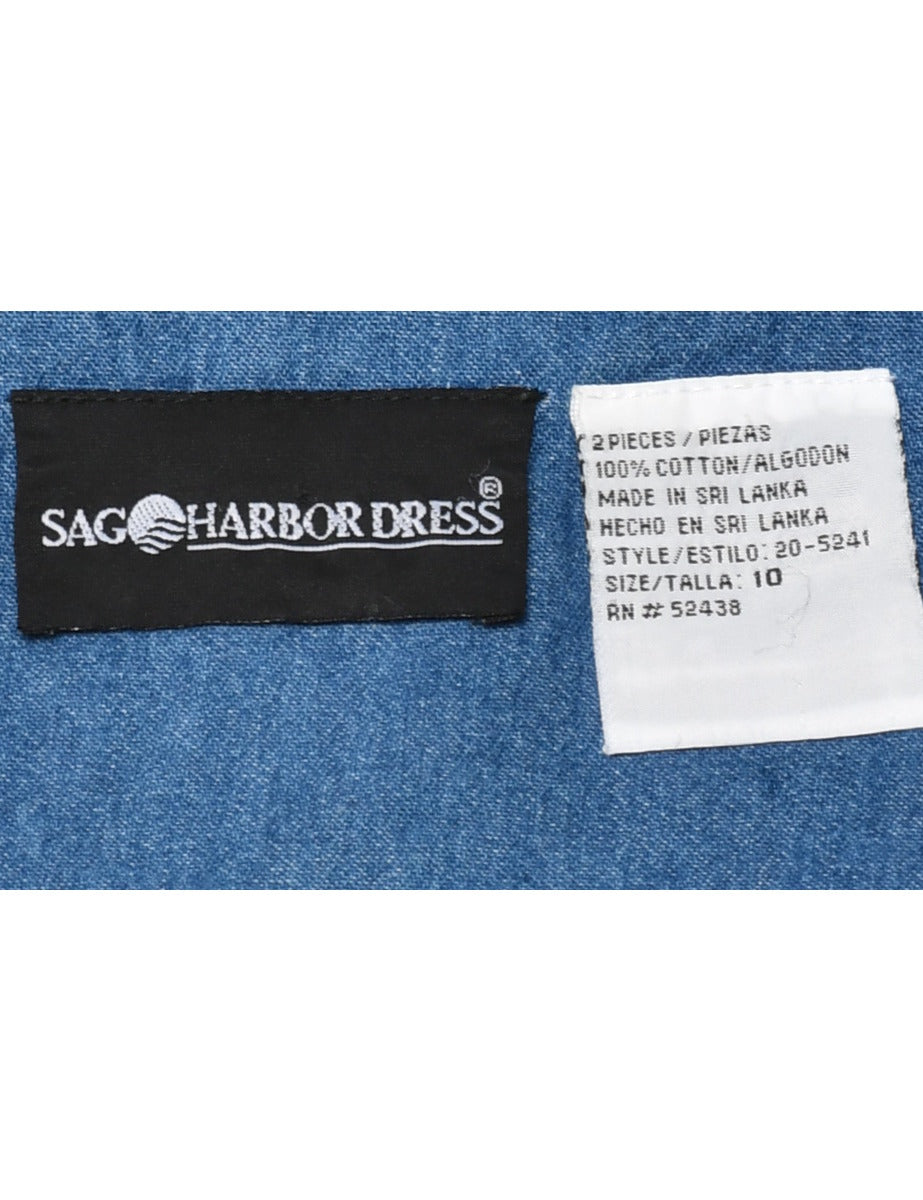 SAG HARBOR DRESS®
2 PIECES / PIEZAS
100% COTTON/ALGODON
MADE IN SRI LANKA
HECHO EN SRI LANKA
STYLE/ESTILO: 20-5241
SIZE/TALLA: 10
RN # 52438